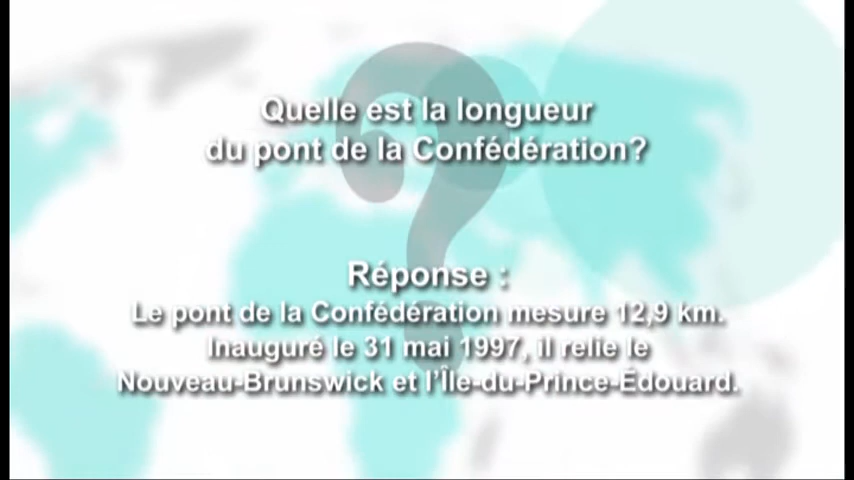 Quelle est la longueur
du pont de la Confédération?
Réponse :
Le pont de la Confédération mesure 12,9 km.
Inauguré le 31 mai 1997, il relie le
Nouveau-Brunswick et l'Île-du-Prince-Édouard.